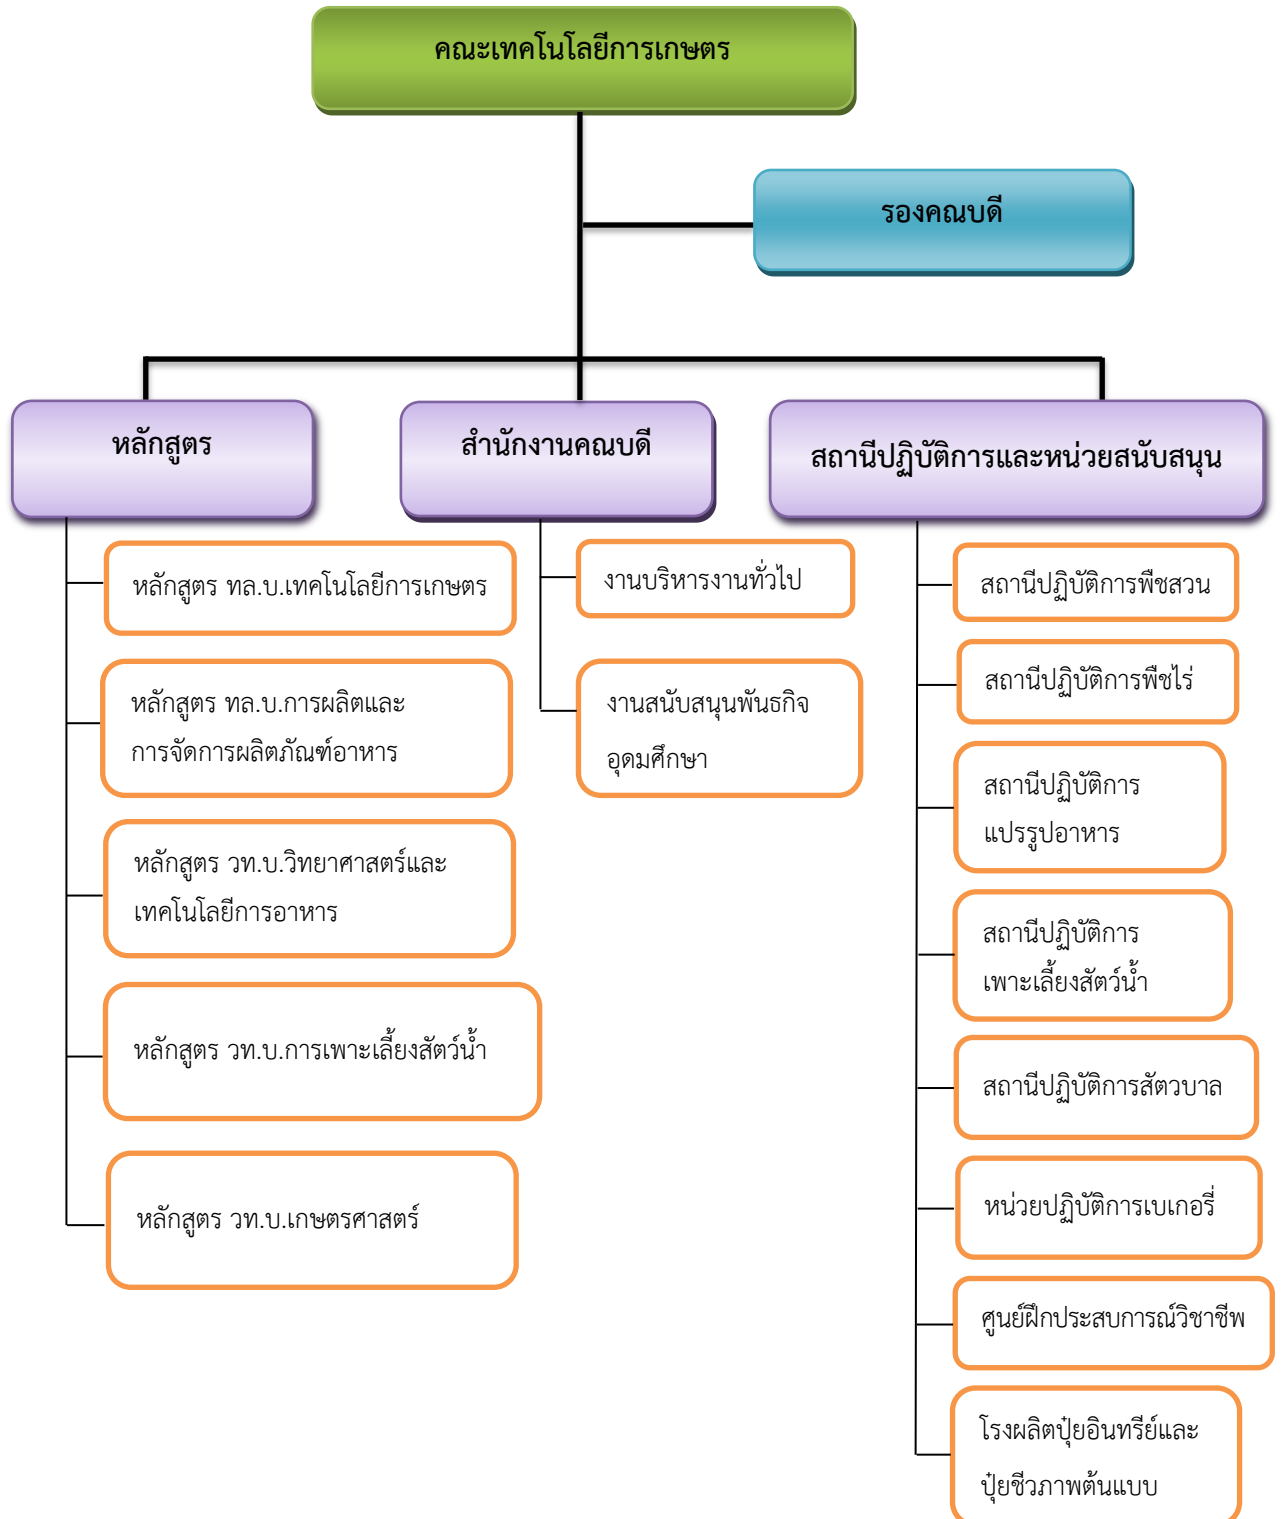 คณะเทคโนโลยีการเกษตร
รองคณบดี
หลักสูตร
สำนักงานคณบดี
สถานีปฏิบัติการและหน่วยสนับสนุน
หลักสูตร ทล.บ.เทคโนโลยีการเกษตร
หลักสูตร ทล.บ.การผลิตและ
การจัดการผลิตภัณฑ์อาหาร
หลักสูตร วท.บ.วิทยาศาสตร์และ
เทคโนโลยีการอาหาร
หลักสูตร วท.บ.การเพาะเลี้ยงสัตว์น้ำ
หลักสูตร วท.บ.เกษตรศาสตร์
งานบริหารงานทั่วไป
งานสนับสนุนพันธกิจ
อุดมศึกษา
สถานีปฏิบัติการพืชสวน
สถานีปฏิบัติการพืชไร่
สถานีปฏิบัติการ
แปรรูปอาหาร
สถานีปฏิบัติการ
เพาะเลี้ยงสัตว์น้ำ
สถานีปฏิบัติการสัตวบาล
หน่วยปฏิบัติการเบเกอรี่
ศูนย์ฝึกประสบการณ์วิชาชีพ
โรงผลิตปุ๋ยอินทรีย์และ
ปุ๋ยชีวภาพต้นแบบ